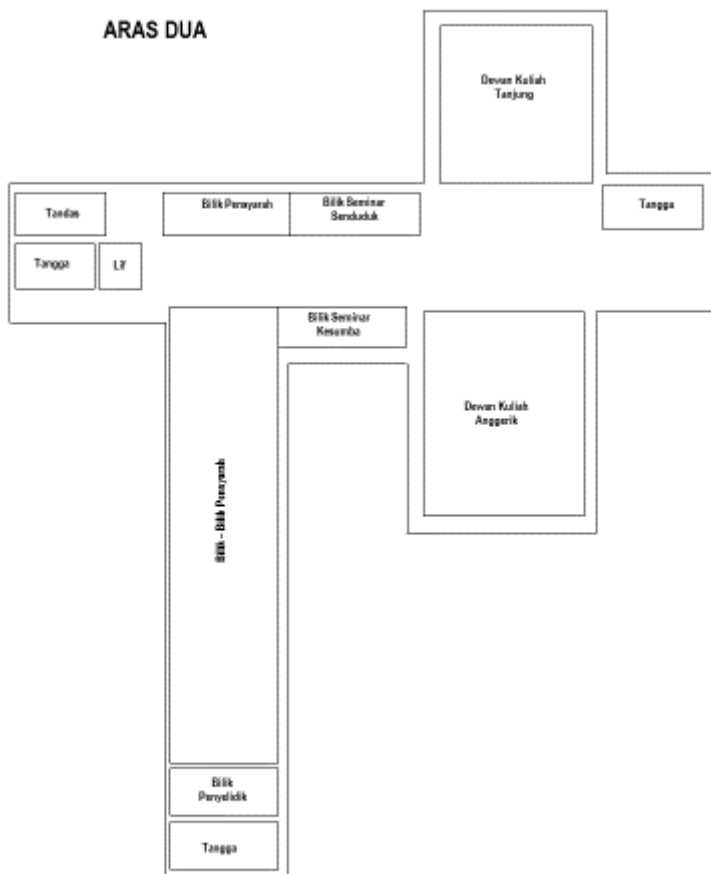 ARAS DUA
Dewan Kuliah
Tanjung
Tandas
Bilik Pensyarah
Bilik Seminar
Senduduk
Tangga
Tangga
Lif
Bilik Seminar
Kesumba
Dewan Kuliah
Anggerik
Bilik - Bilik Pensyarah
Bilik
Penyelidik
Tangga